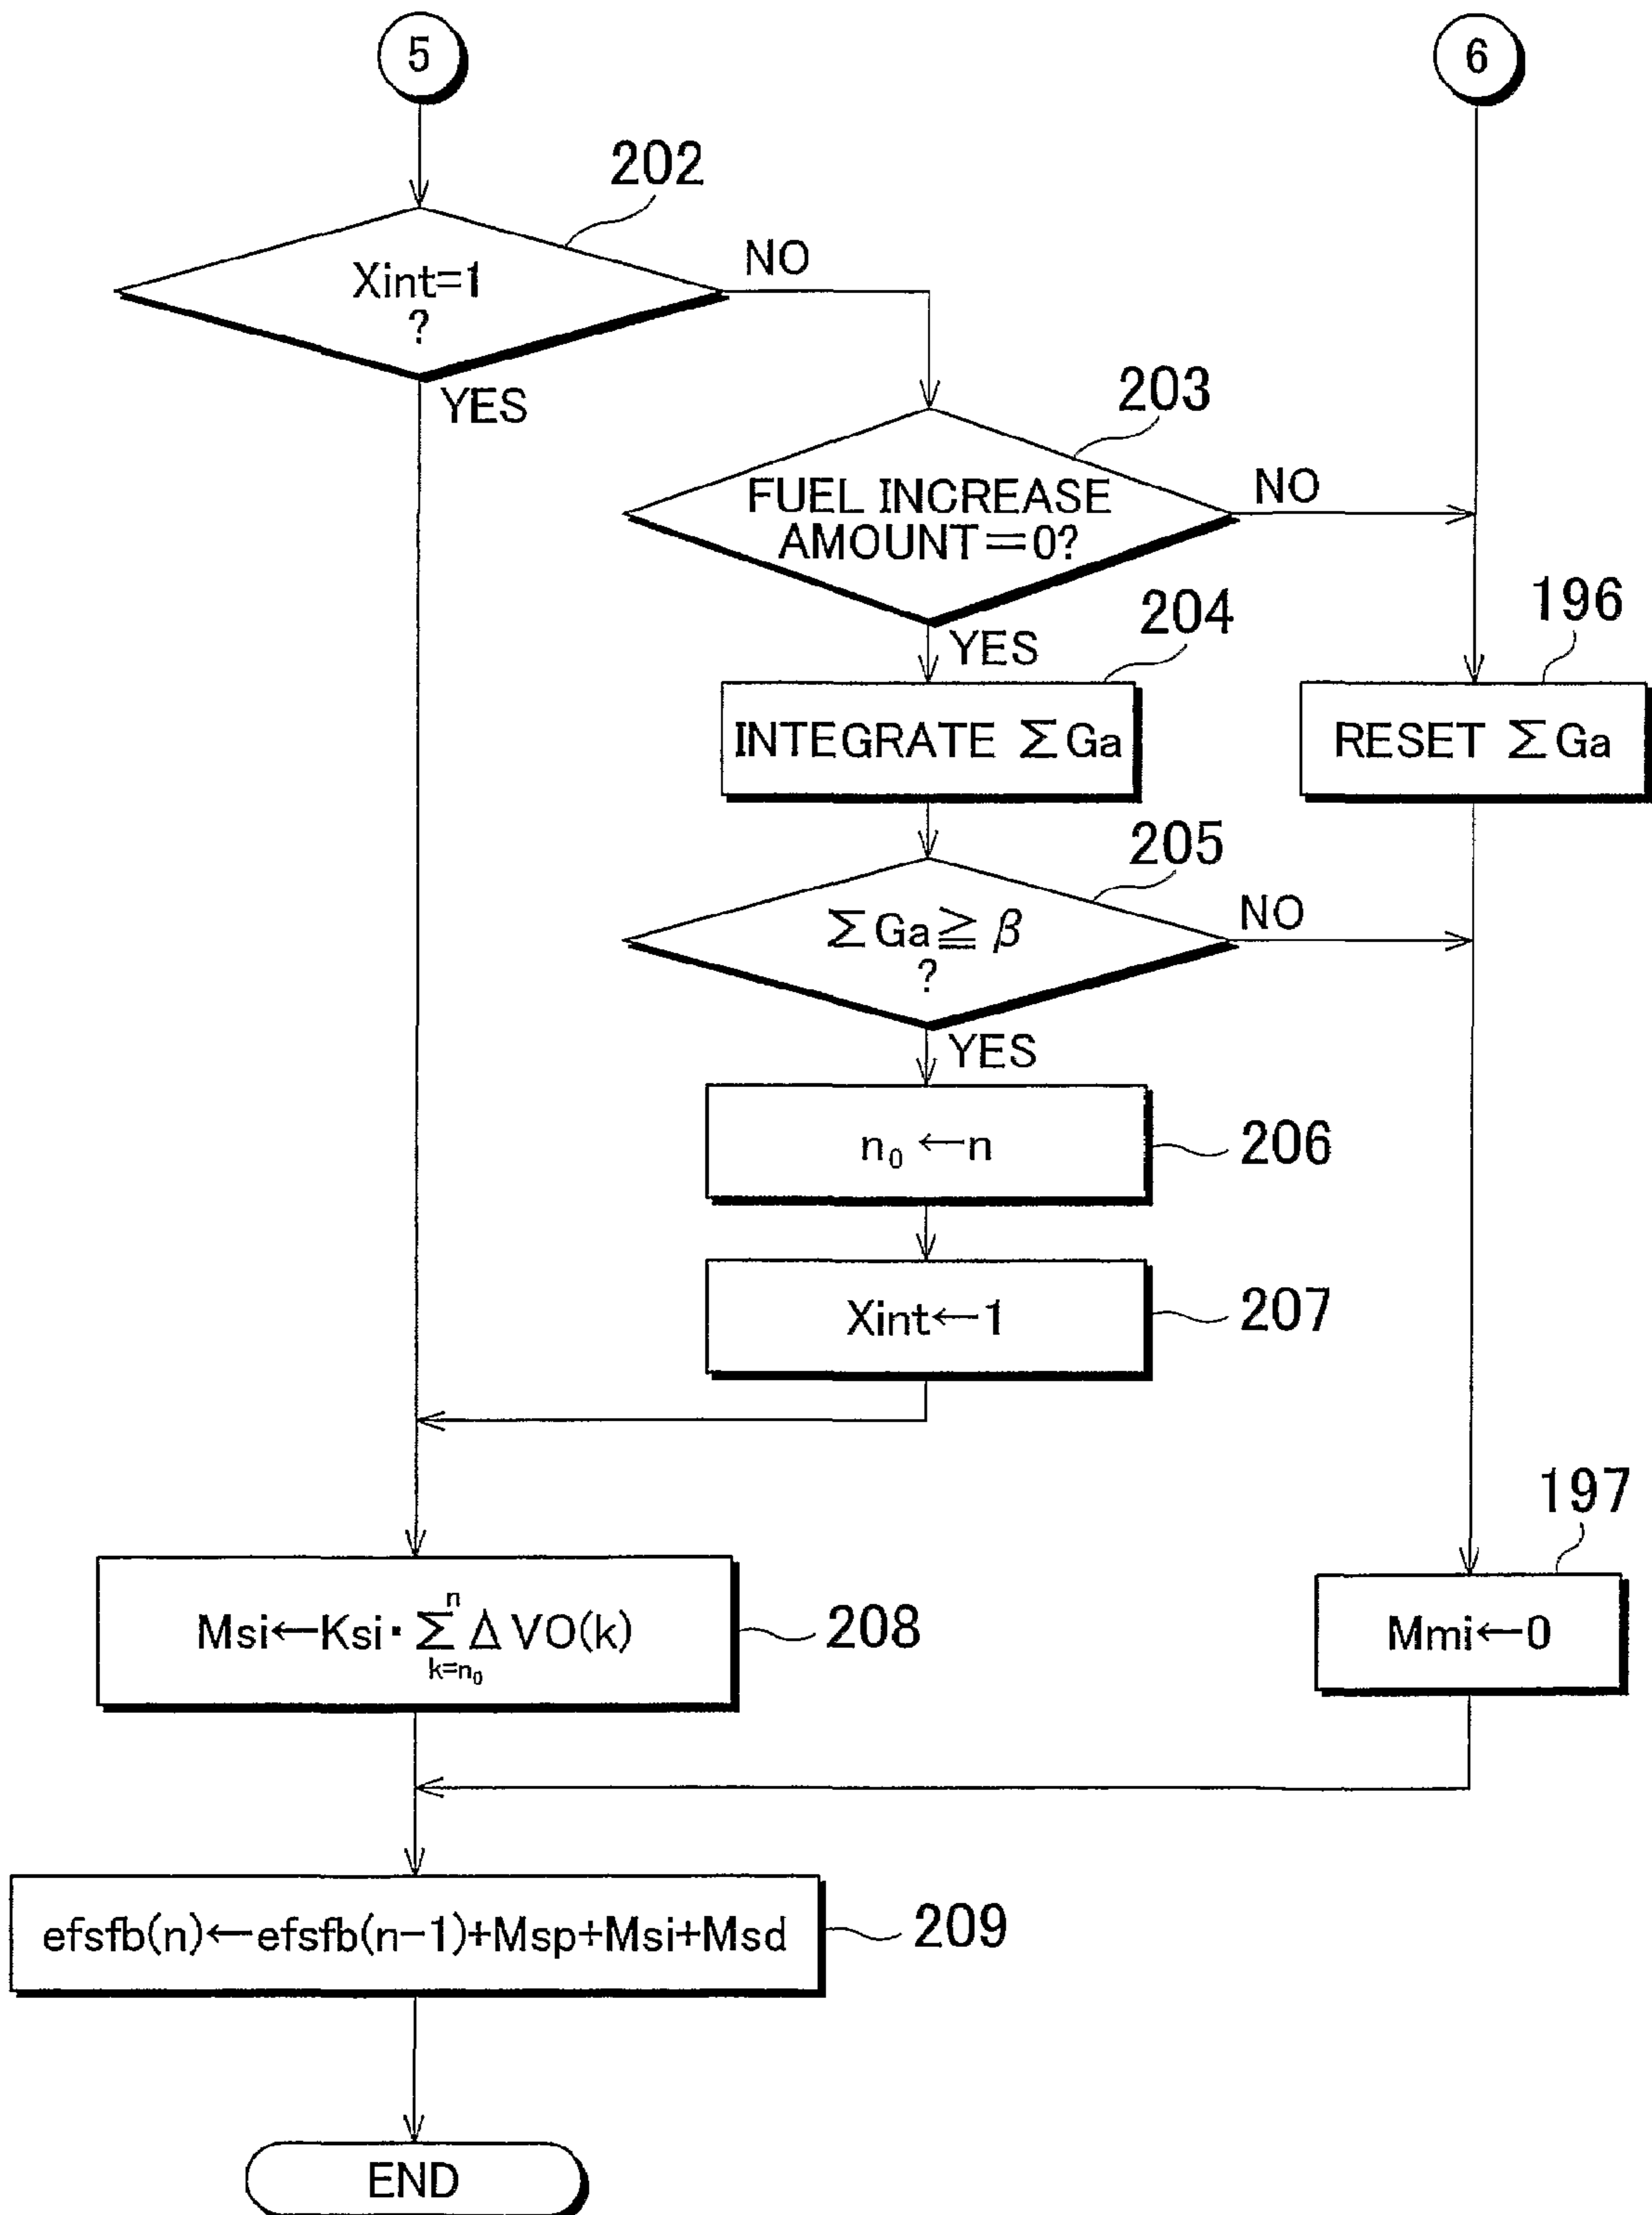 5
6
202
Xint=1
?
NO
YES
203
FUEL INCREASE
AMOUNT=0?
NO
YES
204
196
INTEGRATE ΣGa
RESET ΣGa
205
ΣGa≧β
?
NO
YES
n₀←n
206
Xint←1
207
197
Msi←Ksi・Σ(k=n₀, n)ΔVO(k)
208
Mmi←0
efsfb(n)←efsfb(n−1)+Msp+Msi+Msd
209
END